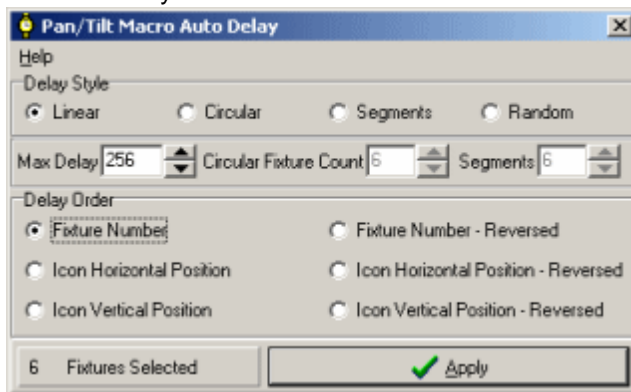 Pan/Tilt Macro Auto Delay
Help
Delay Style
Linear Circular Segments Random
Max Delay 256 Circular Fixture Count 6 Segments 6
Delay Order
Fixture Number Fixture Number - Reversed
Icon Horizontal Position Icon Horizontal Position - Reversed
Icon Vertical Position Icon Vertical Position - Reversed
6 Fixtures Selected Apply